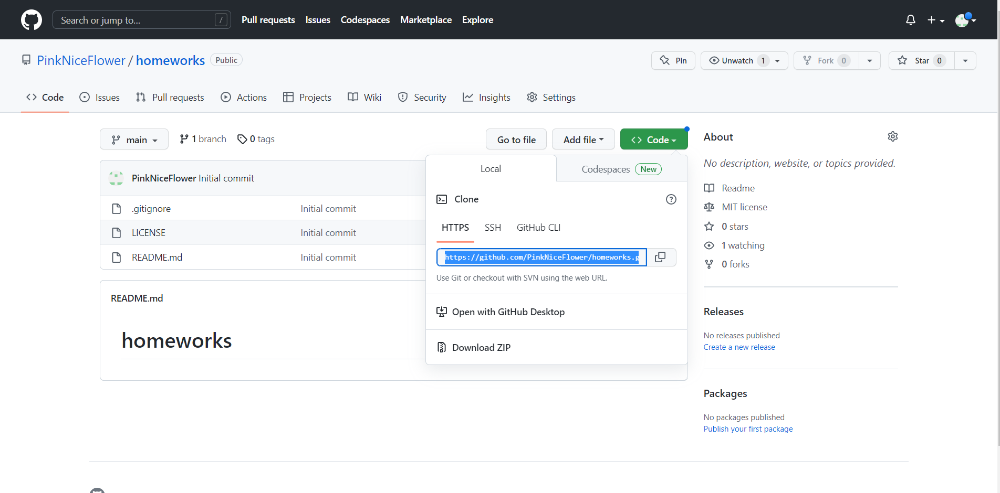 Search or jump to... /
Pull requests Issues Codespaces Marketplace Explore
PinkNiceFlower / homeworks Public
Pin Unwatch 1 Fork 0 Star 0
Code Issues Pull requests Actions Projects Wiki Security Insights Settings
main 1 branch 0 tags
Go to file Add file Code
PinkNiceFlower Initial commit
.gitignore Initial commit
LICENSE Initial commit
README.md Initial commit
README.md
homeworks
Local Codespaces New
Clone
HTTPS SSH GitHub CLI
https://github.com/PinkNiceFlower/homeworks.g
Use Git or checkout with SVN using the web URL.
Open with GitHub Desktop
Download ZIP
About
No description, website, or topics provided.
Readme
MIT license
0 stars
1 watching
0 forks
Releases
No releases published
Create a new release
Packages
No packages published
Publish your first package